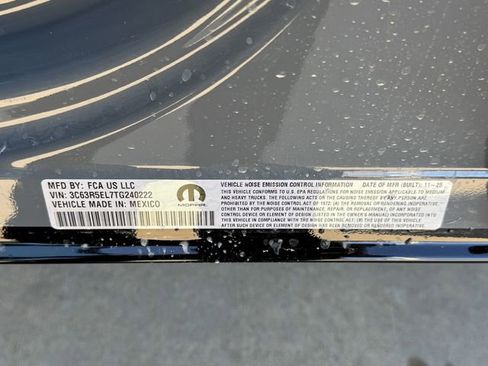 MFD BY: FCA US LLC
VIN: 3C63R5EL7TG240222
VEHICLE MADE IN: MEXICO
MOPAR
VEHICLE NOISE EMISSION CONTROL INFORMATION DATE OF MFR (BUILT): 11-25
THIS VEHICLE CONFORMS TO U.S. EPA REGULATIONS FOR NOISE EMISSION APPLICABLE TO MEDIUM
AND HEAVY TRUCKS. THE FOLLOWING ACTS OR THE CAUSING THEREOF BY ANY PERSON ARE
PROHIBITED BY THE NOISE CONTROL ACT OF 1972: (A) THE REMOVAL OR RENDERING INOPERATIVE,
OTHER THAN FOR PURPOSES OF MAINTENANCE, REPAIR, OR REPLACEMENT, OF ANY NOISE
CONTROL DEVICE OR ELEMENT OF DESIGN (LISTED IN THE OWNER'S MANUAL) INCORPORATED INTO
THIS VEHICLE IN COMPLIANCE WITH THE NOISE CONTROL ACT; (B) THE USE OF THIS VEHICLE
AFTER SUCH DEVICE OR ELEMENT OF DESIGN HAS BEEN REMOVED OR RENDERED INOPERATIVE.